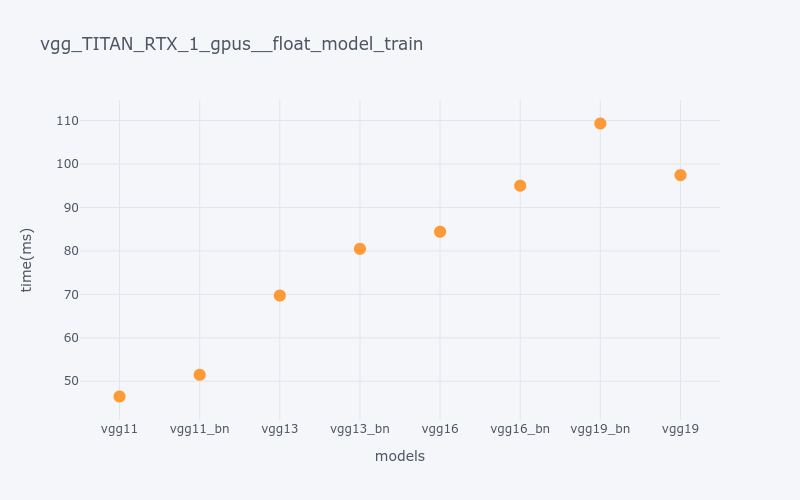 vgg_TITAN_RTX_1_gpus__float_model_train
time(ms)
110
100
90
80
70
60
50
vgg11 vgg11_bn vgg13 vgg13_bn vgg16 vgg16_bn vgg19_bn vgg19
models